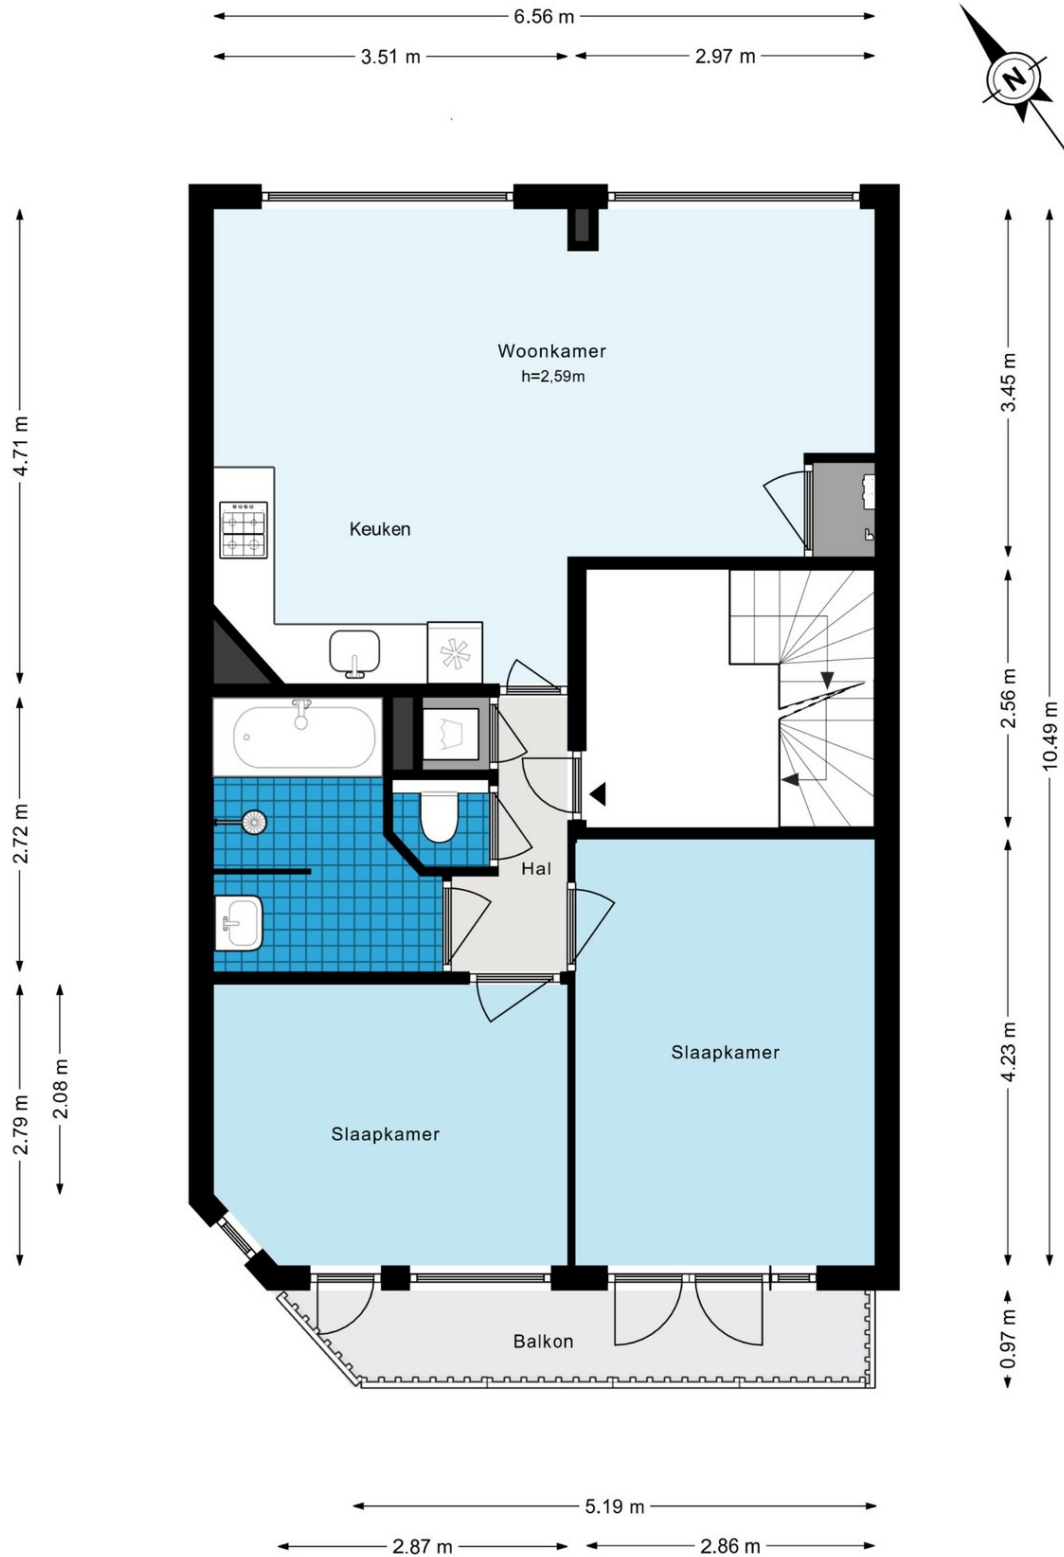 6.56 m
3.51 m
2.97 m
N
Woonkamer
h=2,59m
3.45 m
4.71 m
Keuken
2.56 m
10.49 m
2.72 m
Hal
4.23 m
Slaapkamer
2.08 m
2.79 m
Slaapkamer
0.97 m
Balkon
5.19 m
2.87 m
2.86 m